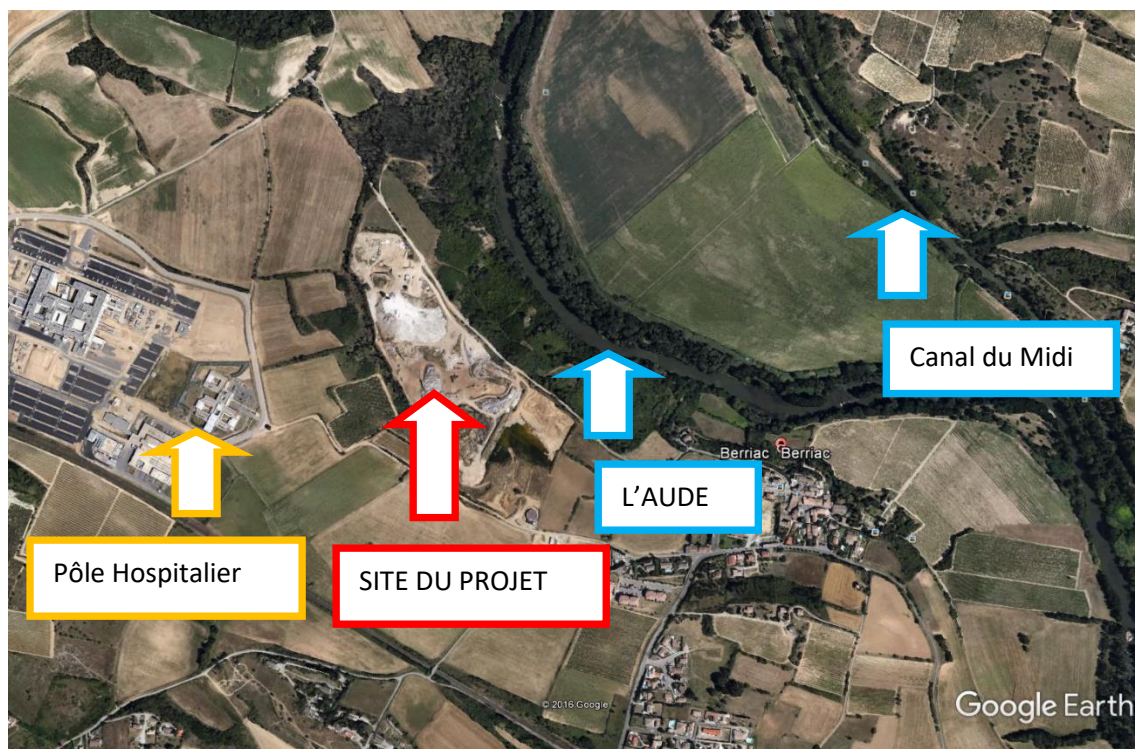 Canal du Midi
Berriac Berriac
L'AUDE
Pôle Hospitalier
SITE DU PROJET
© 2016 Google
Google Earth